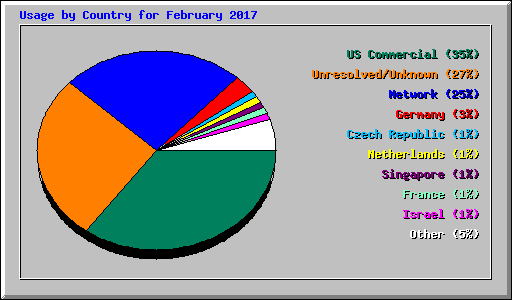 Usage by Country for February 2017
US Commercial (35%)
Unresolved/Unknown (27%)
Network (25%)
Germany (3%)
Czech Republic (1%)
Netherlands (1%)
Singapore (1%)
France (1%)
Israel (1%)
Other (5%)